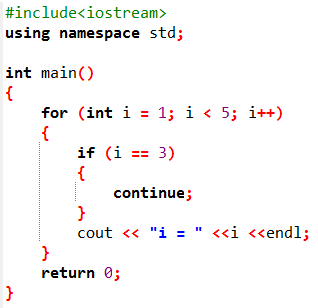 #include<iostream>
using namespace std;

int main()
{
    for (int i = 1; i < 5; i++)
    {
        if (i == 3)
        {
            continue;
        }
        cout << "i = " <<i <<endl;
    }
    return 0;
}